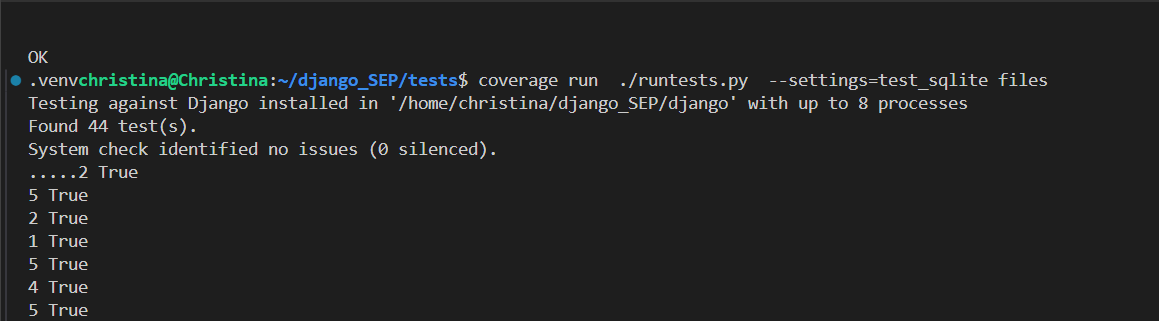 OK
.venvchristina@Christina:~/django_SEP/tests$ coverage run  ./runtests.py  --settings=test_sqlite files
Testing against Django installed in '/home/christina/django_SEP/django' with up to 8 processes
Found 44 test(s).
System check identified no issues (0 silenced).
.....2 True
5 True
2 True
1 True
5 True
4 True
5 True